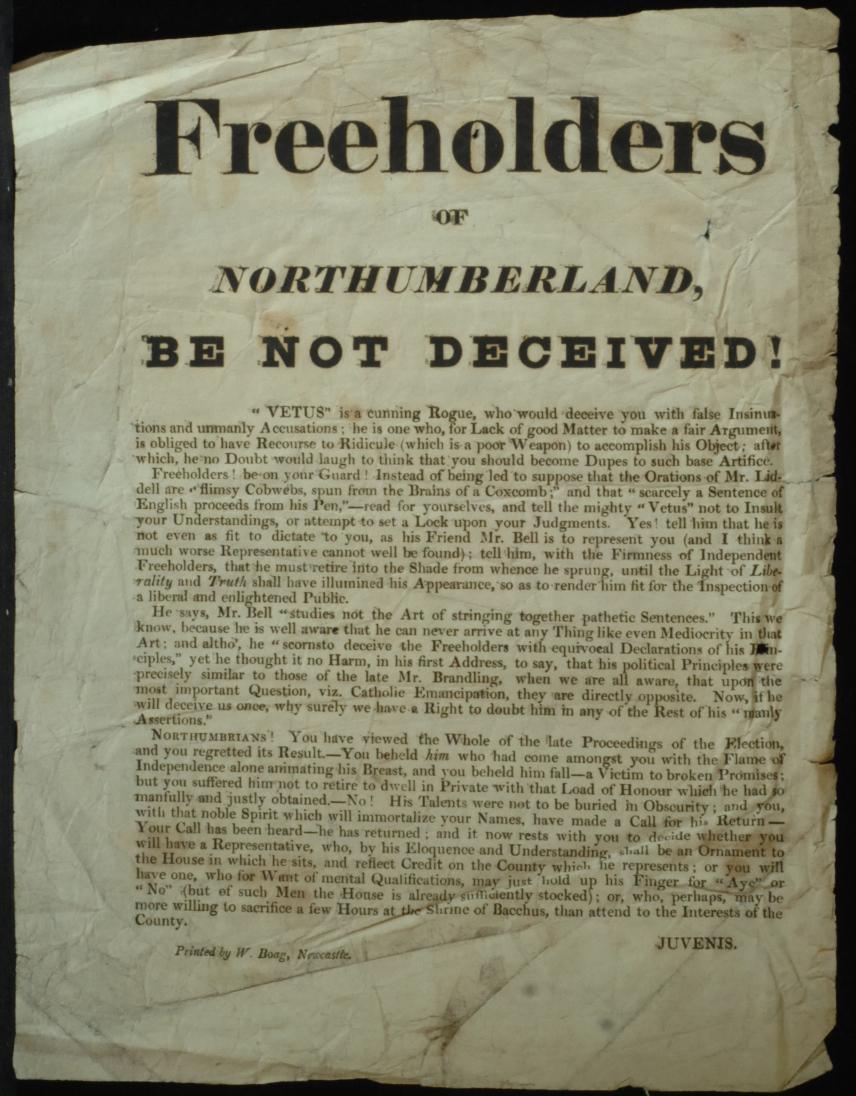 Freeholders
OF
NORTHUMBERLAND,
BE NOT DECEIVED!
" VETUS" is a cunning Rogue, who would deceive you with false Insinua-
tions and unmanly Accusations; he is one who, for Lack of good Matter to make a fair Argument,
is obliged to have Recourse to Ridicule (which is a poor Weapon) to accomplish his Object; after
which, he no Doubt would laugh to think that you should become Dupes to such base Artifice.
Freeholders! be on your Guard! Instead of being led to suppose that the Orations of Mr. Lid-
dell are "flimsy Cobwebs, spun from the Brains of a Coxcomb;" and that "scarcely a Sentence of
English proceeds from his Pen,"—read for yourselves, and tell the mighty "Vetus" not to Insult
your Understandings, or attempt to set a Lock upon your Judgments. Yes! tell him that he is
not even as fit to dictate to you, as his Friend Mr. Bell is to represent you (and I think a
much worse Representative cannot well be found); tell him, with the Firmness of Independent
Freeholders, that he must retire into the Shade from whence he sprung, until the Light of Libe-
rality and Truth shall have illumined his Appearance, so as to render him fit for the Inspection of
a liberal and enlightened Public.
He says, Mr. Bell "studies not the Art of stringing together pathetic Sentences." This we
know, because he is well aware that he can never arrive at any Thing like even Mediocrity in that
Art; and altho', he "scorns to deceive the Freeholders with equivocal Declarations of his Prin-
ciples," yet he thought it no Harm, in his first Address, to say, that his political Principles were
precisely similar to those of the late Mr. Brandling, when we are all aware, that upon the
most important Question, viz. Catholic Emancipation, they are directly opposite. Now, if he
will deceive us once, why surely we have a Right to doubt him in any of the Rest of his "manly
Assertions."
NORTHUMBRIANS! You have viewed the Whole of the late Proceedings of the Election,
and you regretted its Result.—You beheld him who had come amongst you with the Flame of
Independence alone animating his Breast, and you beheld him fall—a Victim to broken Promises;
but you suffered him not to retire to dwell in Private with that Load of Honour which he had so
manfully and justly obtained.—No! His Talents were not to be buried in Obscurity; and you,
with that noble Spirit which will immortalize your Names, have made a Call for his Return—
Your Call has been heard—he has returned; and it now rests with you to decide whether you
will have a Representative, who, by his Eloquence and Understanding, shall be an Ornament to
the House in which he sits, and reflect Credit on the County which he represents; or you will
have one, who for Want of mental Qualifications, may just hold up his Finger for "Aye" or
"No" (but of such Men the House is already sufficiently stocked); or, who, perhaps, may be
more willing to sacrifice a few Hours at the Shrine of Bacchus, than attend to the Interests of the
County.
JUVENIS.
Printed by W. Boag, Newcastle.